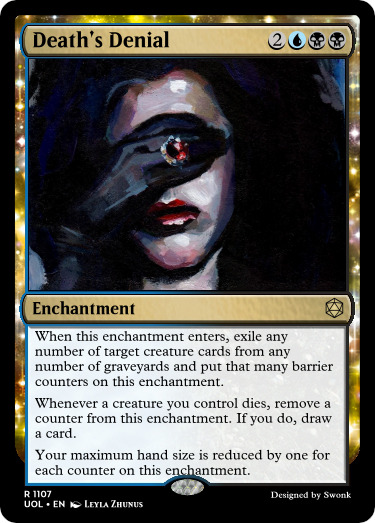 Death's Denial 2
Enchantment
When this enchantment enters, exile any
number of target creature cards from any
number of graveyards and put that many barrier
counters on this enchantment.
Whenever a creature you control dies, remove a
counter from this enchantment. If you do, draw
a card.
Your maximum hand size is reduced by one for
each counter on this enchantment.
R 1107
UOL • EN Leyla Zhunus
Designed by Swonk